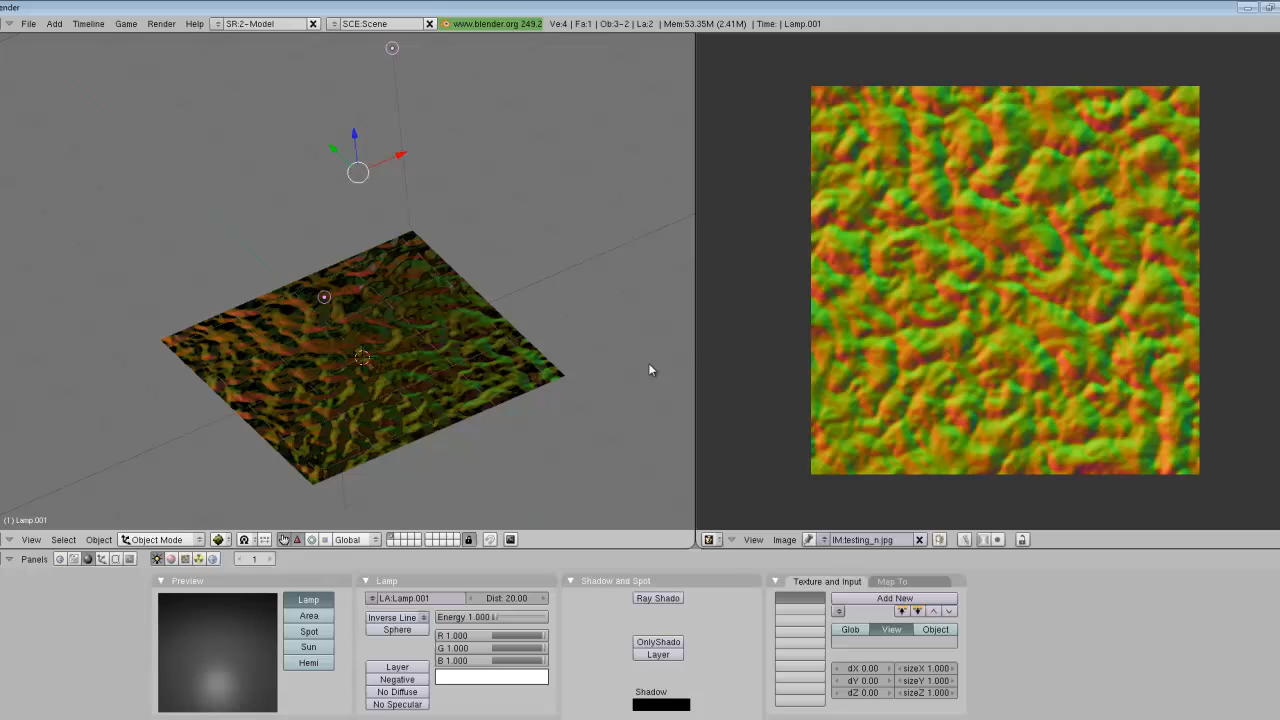 ender
File Add Timeline Game Render Help SR:2-Model SCE:Scene www.blender.org 249.2 Ve:4 | Fa:1 | Ob:3-2 | La:2 | Mem:53.35M (2.41M) | Time: | Lamp.001
(1) Lamp.001
View Select Object Object Mode Global
View Image IM:testing_n.jpg
Panels 1
Preview
Lamp
Area
Spot
Sun
Hemi
Lamp
LA:Lamp.001 Dist: 20.00
Inverse Line Energy 1.000
Sphere
R 1.000
G 1.000
B 1.000
Layer
Negative
No Diffuse
No Specular
Shadow and Spot
Ray Shado
OnlyShado
Layer
Shadow
Texture and Input Map To
Add New
Glob View Object
dX 0.00 sizeX 1.000
dY 0.00 sizeY 1.000
dZ 0.00 sizeZ 1.000